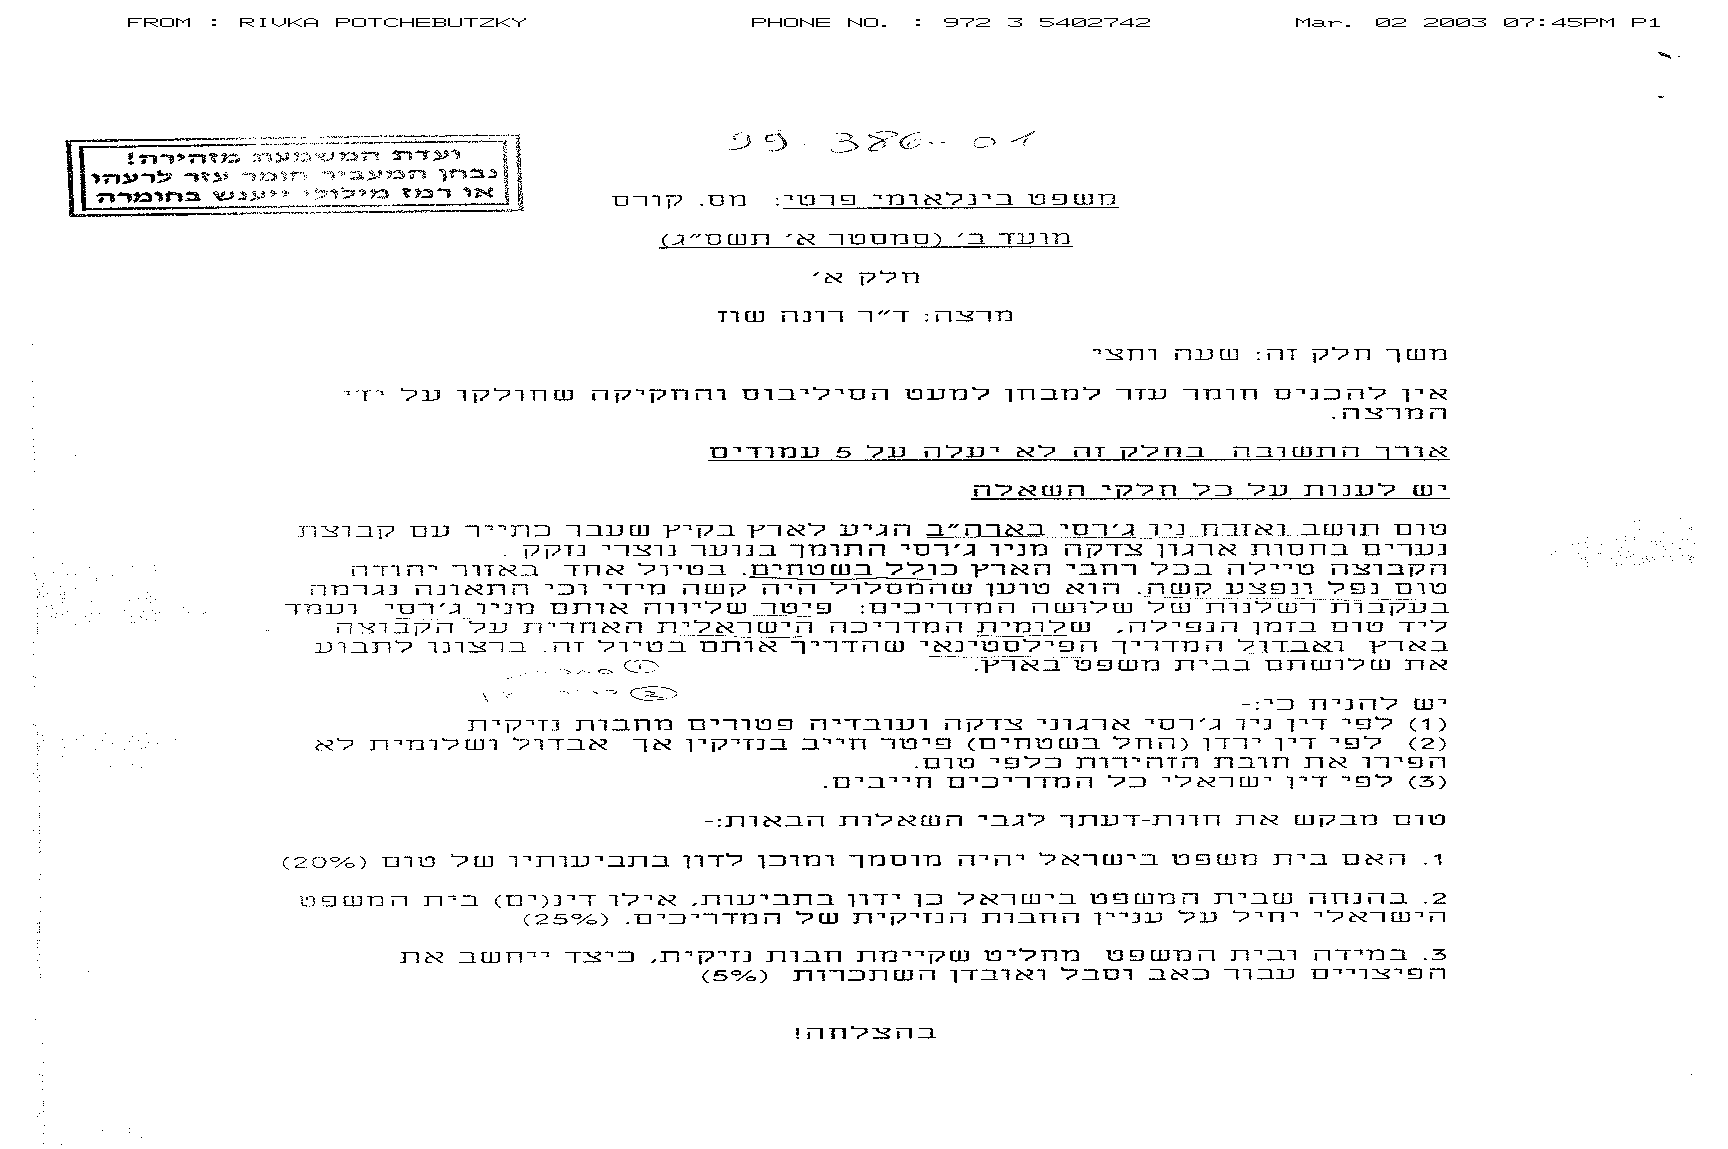 FROM : RIVKA POTCHEBUTZKY PHONE NO. : 972 3 5402742 Mar. 02 2003 07:45PM P1
99-386-01
ועדת המשמעת מזהירה!
נבחן המעביר חומר עזר לרעהו
או רמז מילולי ייענש בחומרה
משפט בינלאומי פרטי: מס. קורס
מועד ב' (סמסטר א' תשס"ג)
חלק א'
מרצה: ד"ר רונה שוז
משך חלק זה: שעה וחצי
אין להכניס חומר עזר למבחן למעט הסיליבוס והחקיקה שחולקו על ידי
המרצה.
אורך התשובה בחלק זה לא יעלה על 5 עמודים
יש לענות על כל חלקי השאלה
טום תושב ואזרח ניו ג'רסי בארה"ב הגיע לארץ בקיץ שעבר כתייר עם קבוצת
נערים בחסות ארגון צדקה מניו ג'רסי התומך בנוער נוצרי נזקק .
הקבוצה טיילה בכל רחבי הארץ כולל בשטחים. בטיול אחד באזור יהודה
טום נפל ונפצע קשה. הוא טוען שהמסלול היה קשה מידי וכי התאונה נגרמה
בעקבות רשלנות של שלושה המדריכים: פיטר שליווה אותם מניו ג'רסי ועמד
ליד טום בזמן הנפילה, שלומית המדריכה הישראלית האחרית על הקבוצה
בארץ ואבדול המדריך הפילסטינאי שהדריך אותם בטיול זה. ברצונו לתבוע
את שלושתם בבית משפט בארץ.
יש להניח כי:-
(1) לפי דין ניו ג'רסי ארגוני צדקה ועובדיה פטורים מחבות נזיקית
(2) לפי דין ירדן (החל בשטחים) פיטר חייב בנזיקין אך אבדול ושלומית לא
הפירו את חובת הזהירות כלפי טום.
(3) לפי דין ישראלי כל המדריכים חייבים.
טום מבקש את חוות-דעתך לגבי השאלות הבאות:-
1. האם בית משפט בישראל יהיה מוסמך ומוכן לדון בתביעותיו של טום (20%)
2. בהנחה שבית המשפט בישראל כן ידון בתביעות, אילו דינ(ים) בית המשפט
הישראלי יחיל על עניין החבות הנזיקית של המדריכים. (25%)
3. במידה ובית המשפט מחליט שקיימת חבות נזיקית, כיצד ייחשב את
הפיצויים עבור כאב וסבל ואובדן השתכרות (5%)
בהצלחה!